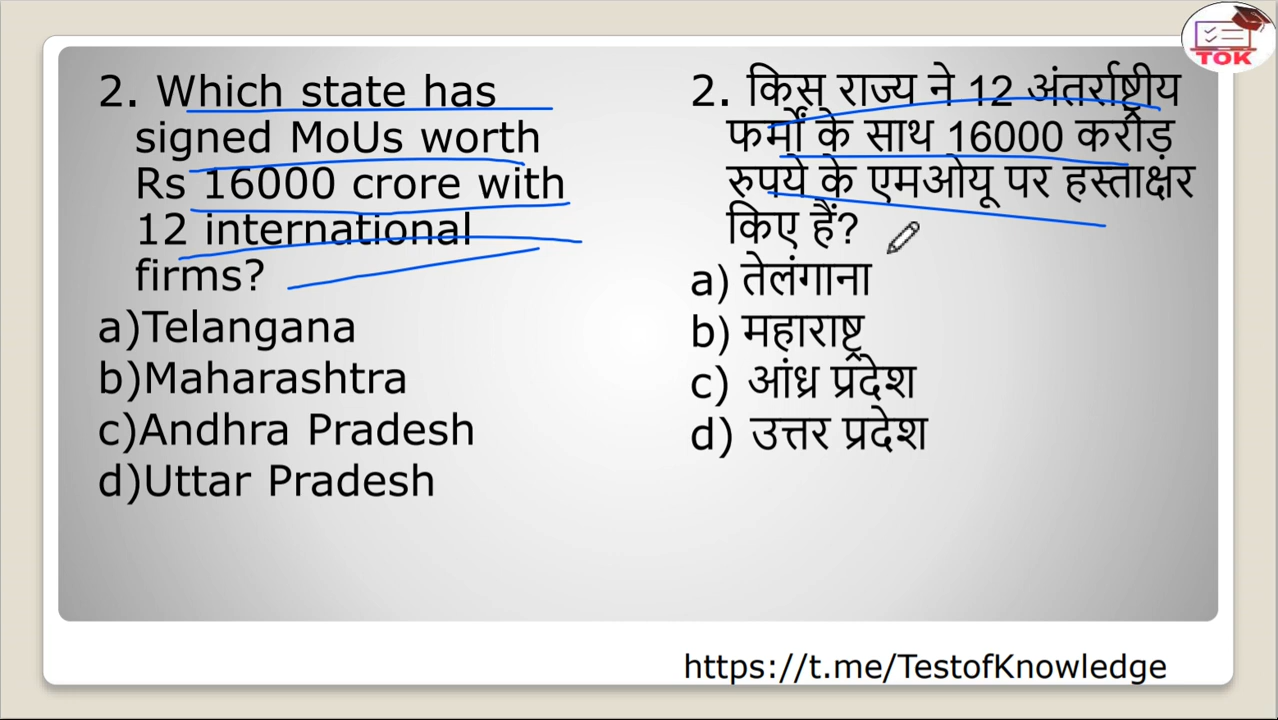 TOK
2. Which state has
signed MoUs worth
Rs 16000 crore with
12 international
firms?
a)Telangana
b)Maharashtra
c)Andhra Pradesh
d)Uttar Pradesh
2. किस राज्य ने 12 अंतर्राष्ट्रीय
फर्मों के साथ 16000 करोड़
रुपये के एमओयू पर हस्ताक्षर
किए हैं?
a) तेलंगाना
b) महाराष्ट्र
c) आंध्र प्रदेश
d) उत्तर प्रदेश
https://t.me/TestofKnowledge